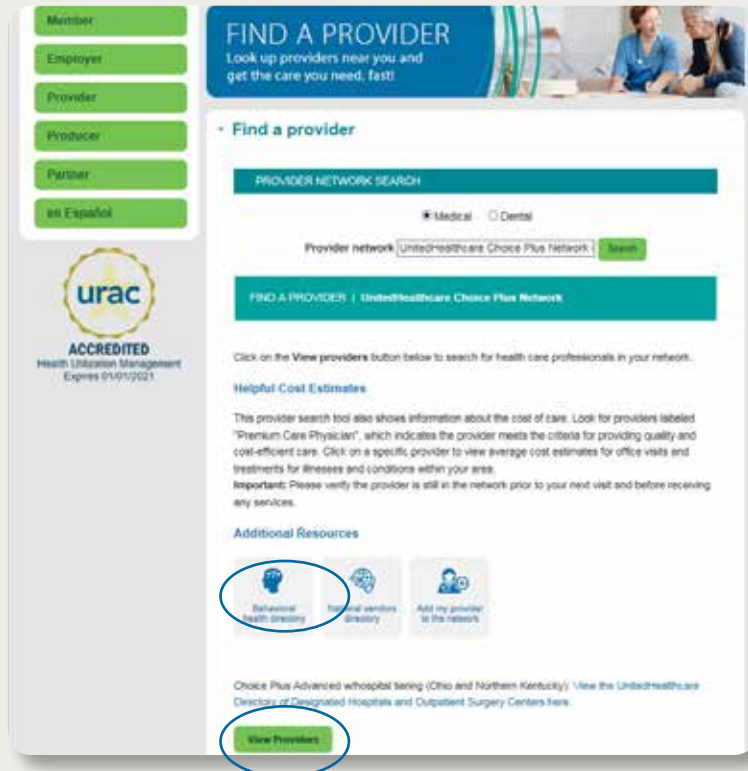 Member
Employer
Provider
Producer
Partner
en Español
urac
ACCREDITED
Health Utilization Management
Expires 01/01/2021
FIND A PROVIDER
Look up providers near you and
get the care you need, fast!
Find a provider
PROVIDER NETWORK SEARCH
Medical Dental
Provider network UnitedHealthcare Choice Plus Network Search
FIND A PROVIDER | UnitedHealthcare Choice Plus Network
Click on the View providers button below to search for health care professionals in your network.
Helpful Cost Estimates
This provider search tool also shows information about the cost of care. Look for providers labeled
"Premium Care Physician", which indicates the provider meets the criteria for providing quality and
cost-efficient care. Click on a specific provider to view average cost estimates for office visits and
treatments for illnesses and conditions within your area.
Important: Please verify the provider is still in the network prior to your next visit and before receiving
any services.
Additional Resources
Behavioral
health directory
National vendors
directory
Add my provider
to the network
Choice Plus Advanced w/hospital tiering (Ohio and Northern Kentucky): View the UnitedHealthcare
Directory of Designated Hospitals and Outpatient Surgery Centers here.
View Providers